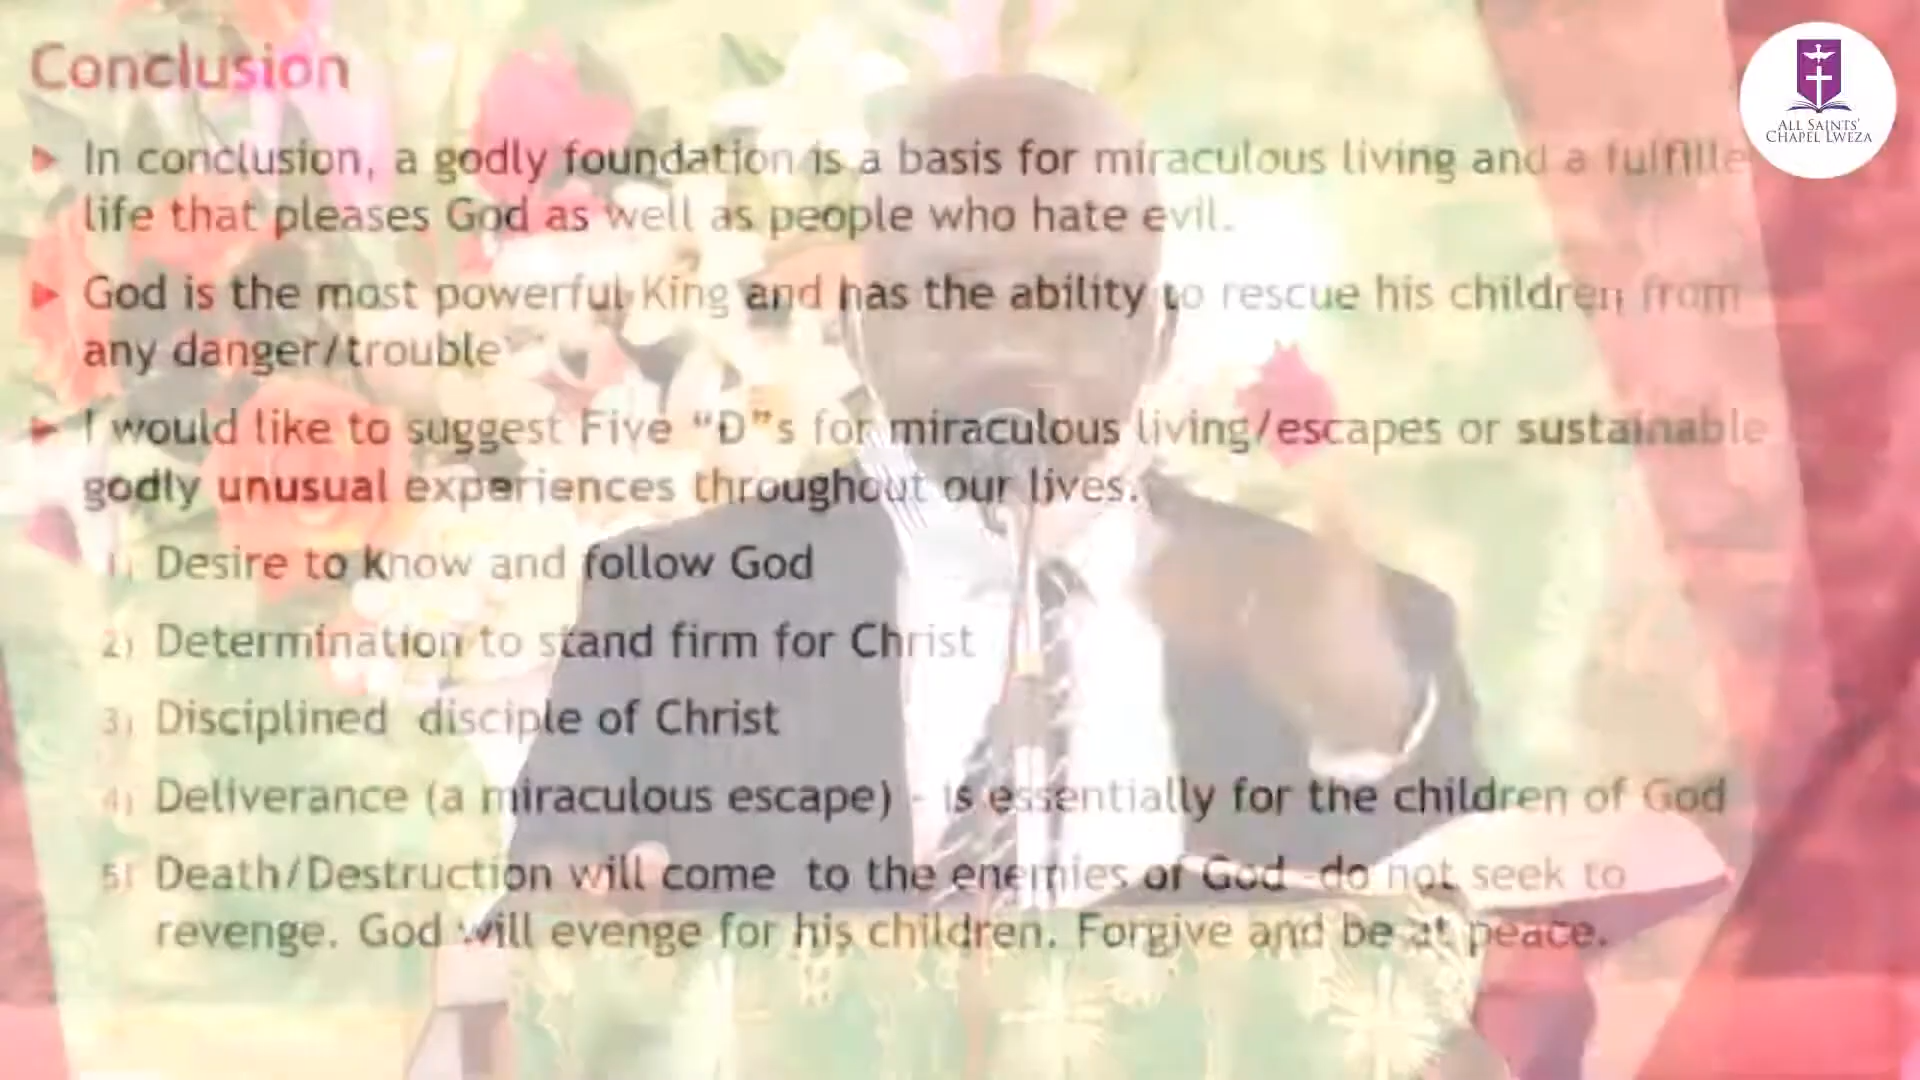 Conclusion
In conclusion, a godly foundation is a basis for miraculous living and a fulfille
life that pleases God as well as people who hate evil.
God is the most powerful King and has the ability to rescue his children from
any danger/trouble
I would like to suggest Five “D”s for miraculous living/escapes or sustainable
godly unusual experiences throughout our lives.
1) Desire to know and follow God
2) Determination to stand firm for Christ
3) Disciplined disciple of Christ
4) Deliverance (a miraculous escape) - is essentially for the children of God
5) Death/Destruction will come to the enemies of God -do not seek to
revenge. God will evenge for his children. Forgive and be at peace.
ALL SAINTS'
CHAPEL LWEZA